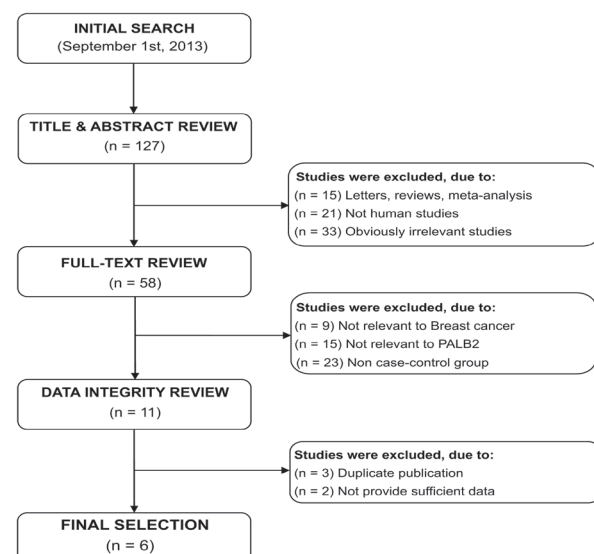 INITIAL SEARCH
(September 1st, 2013)
TITLE & ABSTRACT REVIEW
(n = 127)
Studies were excluded, due to:
(n = 15) Letters, reviews, meta-analysis
(n = 21) Not human studies
(n = 33) Obviously irrelevant studies
FULL-TEXT REVIEW
(n = 58)
Studies were excluded, due to:
(n = 9) Not relevant to Breast cancer
(n = 15) Not relevant to PALB2
(n = 23) Non case-control group
DATA INTEGRITY REVIEW
(n = 11)
Studies were excluded, due to:
(n = 3) Duplicate publication
(n = 2) Not provide sufficient data
FINAL SELECTION
(n = 6)